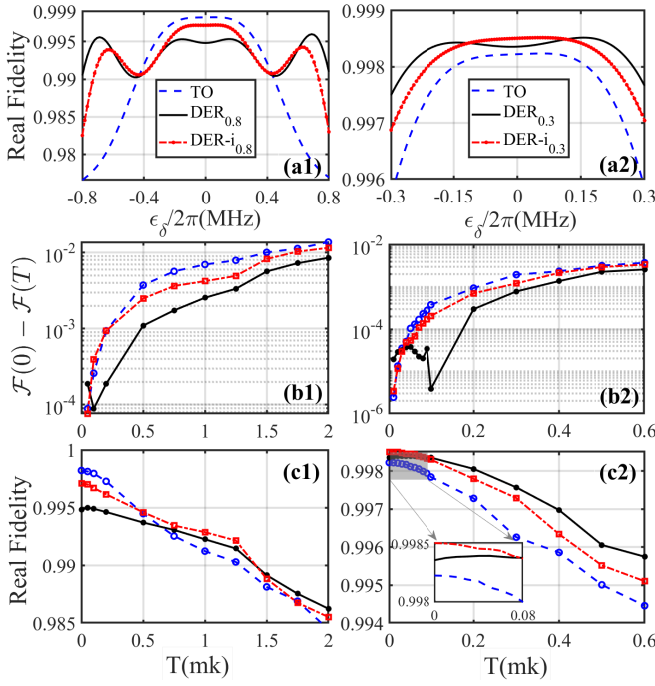 Real Fidelity
0.999
0.995
0.99
0.98
TO
DER0.8
DER-i0.8
(a1)
-0.8 -0.4 0 0.4 0.8
ϵδ/2π(MHz)
0.999
0.998
0.997
0.996
TO
DER0.3
DER-i0.3
(a2)
-0.3 -0.15 0 0.15 0.3
ϵδ/2π(MHz)
ℱ(0) − ℱ(T)
10-2
10-3
10-4
(b1)
0 0.5 1 1.5 2
10-2
10-4
10-6
(b2)
0 0.2 0.4 0.6
Real Fidelity
1
0.995
0.99
0.985
(c1)
0 0.5 1 1.5 2
T(mk)
0.998
0.996
0.995
0.994
(c2)
0.9985
0.998
0 0.08
0 0.2 0.4 0.6
T(mk)